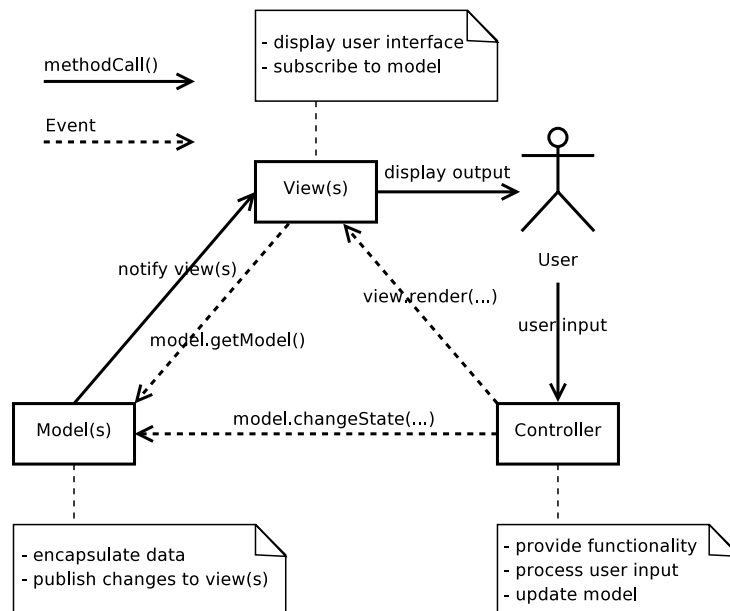 - display user interface
- subscribe to model
methodCall()
Event
View(s)
display output
User
notify view(s)
view.render(...)
user input
model.getModel()
Model(s)
model.changeState(...)
Controller
- encapsulate data
- publish changes to view(s)
- provide functionality
- process user input
- update model